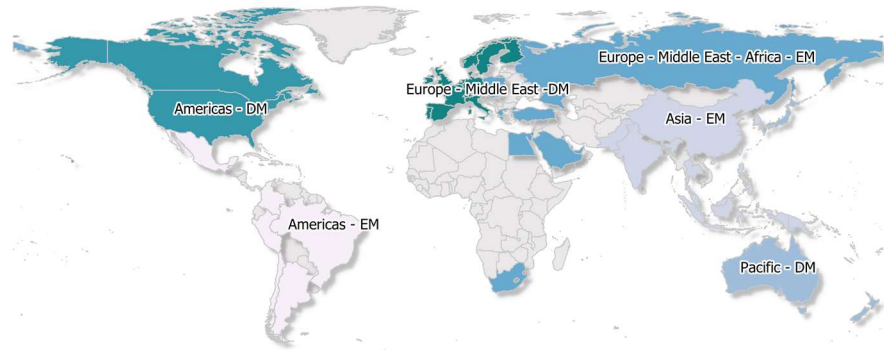 Europe - Middle East - Africa - EM
Europe - Middle East -DM
Americas - DM
Asia - EM
Americas - EM
Pacific - DM